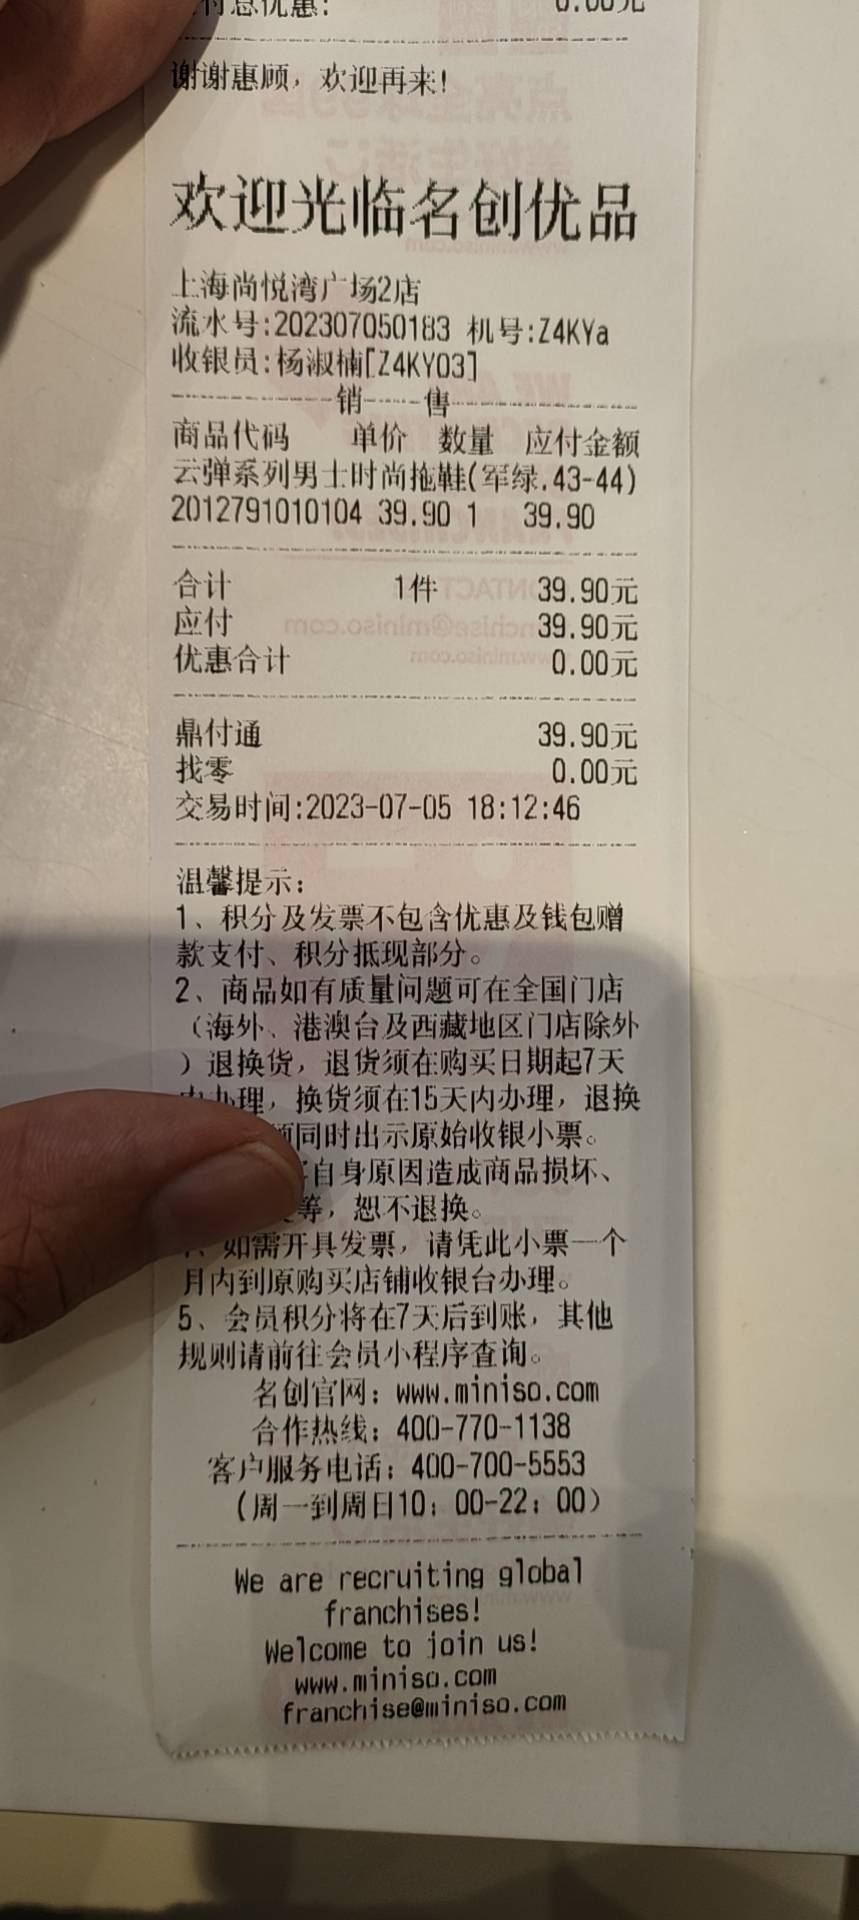 付总优惠: 0.00元
谢谢惠顾，欢迎再来!
欢迎光临名创优品
上海尚悦湾广场2店
流水号:202307050183 机号:Z4KYa
收银员:杨淑楠[Z4KY03]
销 售
商品代码 单价 数量 应付金额
云弹系列男士时尚拖鞋(军绿.43-44)
2012791010104 39.90 1 39.90
合计 1件 39.90元
应付 39.90元
优惠合计 0.00元
鼎付通 39.90元
找零 0.00元
交易时间:2023-07-05 18:12:46
温馨提示:
1、积分及发票不包含优惠及钱包赠
款支付、积分抵现部分。
2、商品如有质量问题可在全国门店
（海外、港澳台及西藏地区门店除外
）退换货，退货须在购买日期起7天
内办理，换货须在15天内办理，退换
须同时出示原始收银小票。
自身原因造成商品损坏、
等，恕不退换。
如需开具发票，请凭此小票一个
月内到原购买店铺收银台办理。
5、会员积分将在7天后到账，其他
规则请前往会员小程序查询。
名创官网: www.miniso.com
合作热线: 400-770-1138
客户服务电话: 400-700-5553
(周一到周日10: 00-22: 00)
We are recruiting global
franchises!
Welcome to join us!
www.miniso.com
franchise@miniso.com